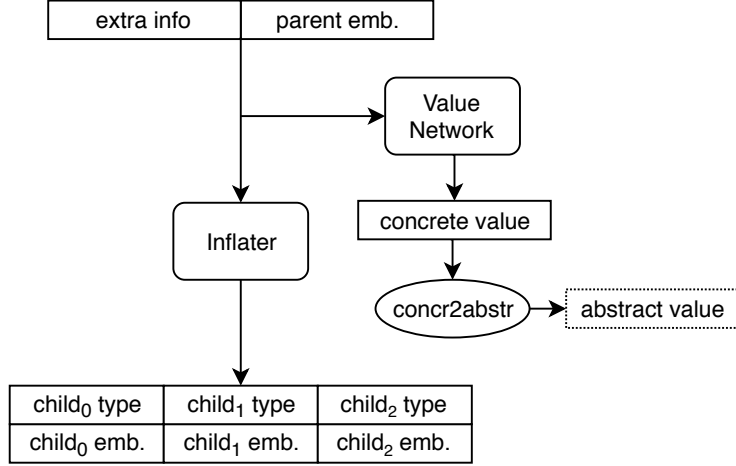 extra info parent emb.
Value
Network
concrete value
Inflater
concr2abstr abstract value
child₀ type child₁ type child₂ type
child₀ emb. child₁ emb. child₂ emb.